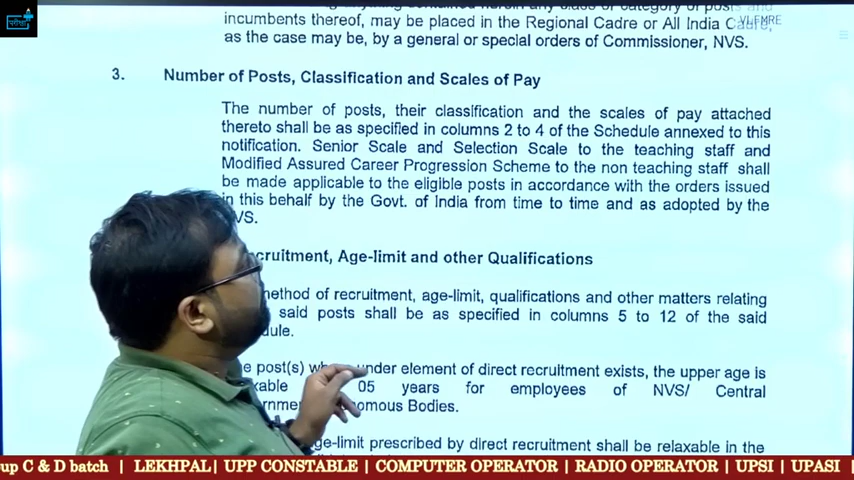 परीक्षा
incumbents thereof, may be placed in the Regional Cadre or All India Cadre,
as the case may be, by a general or special orders of Commissioner, NVS.
3. Number of Posts, Classification and Scales of Pay
The number of posts, their classification and the scales of pay attached
thereto shall be as specified in columns 2 to 4 of the Schedule annexed to this
notification. Senior Scale and Selection Scale to the teaching staff and
Modified Assured Career Progression Scheme to the non teaching staff shall
be made applicable to the eligible posts in accordance with the orders issued
in this behalf by the Govt. of India from time to time and as adopted by the
Age-limit and other Qualifications
method of recruitment, age-limit, qualifications and other matters relating
said posts shall be as specified in columns 5 to 12 of the said
under element of direct recruitment exists, the upper age is
05 years for employees of NVS/ Central
Bodies.
age-limit prescribed by direct recruitment shall be relaxable in the
C & D batch | LEKHPAL| UPP CONSTABLE | COMPUTER OPERATOR | RADIO OPERATOR | UPSI | UPASI |